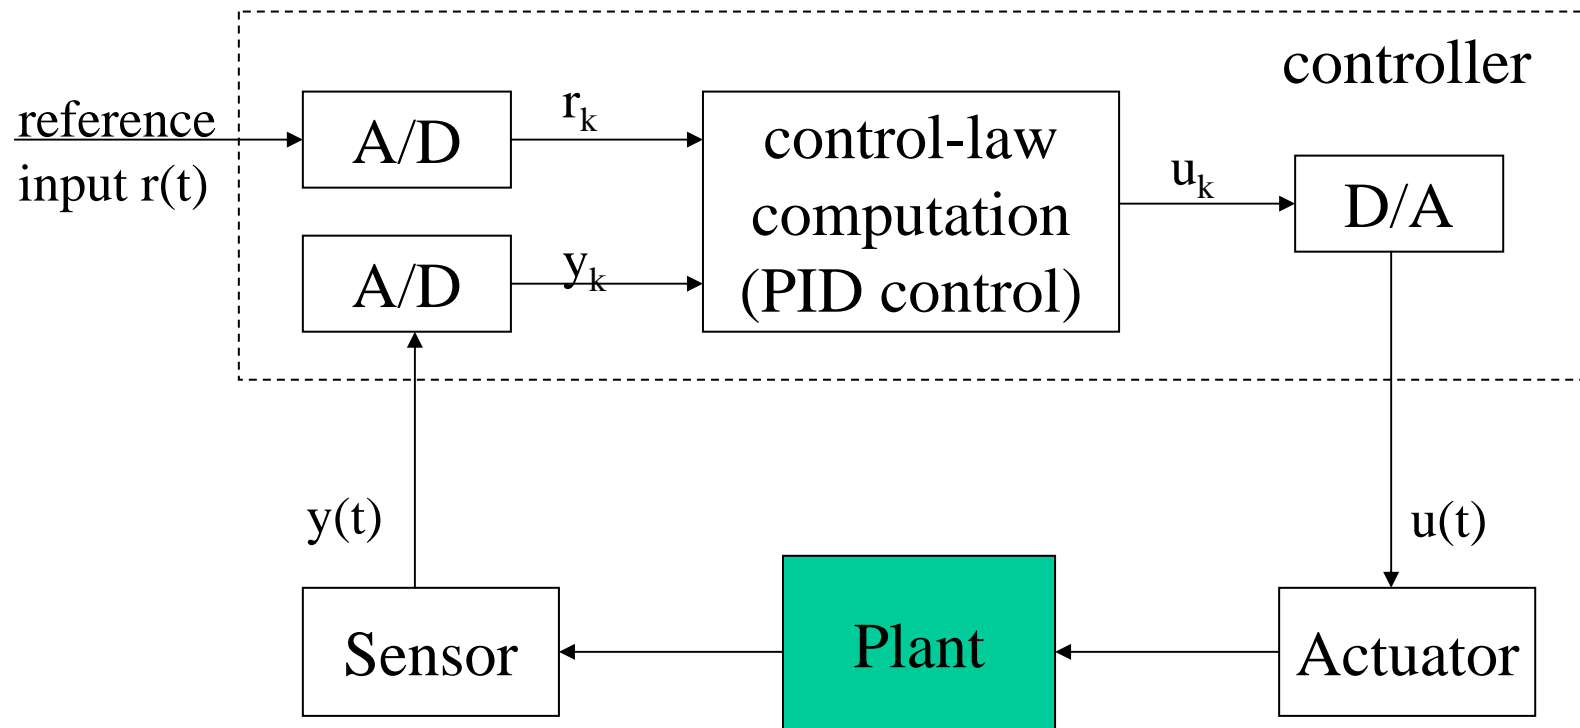 controller
reference
input r(t)
A/D
r_k
control-law
computation
(PID control)
u_k
D/A
A/D
y_k
y(t)
u(t)
Sensor
Plant
Actuator